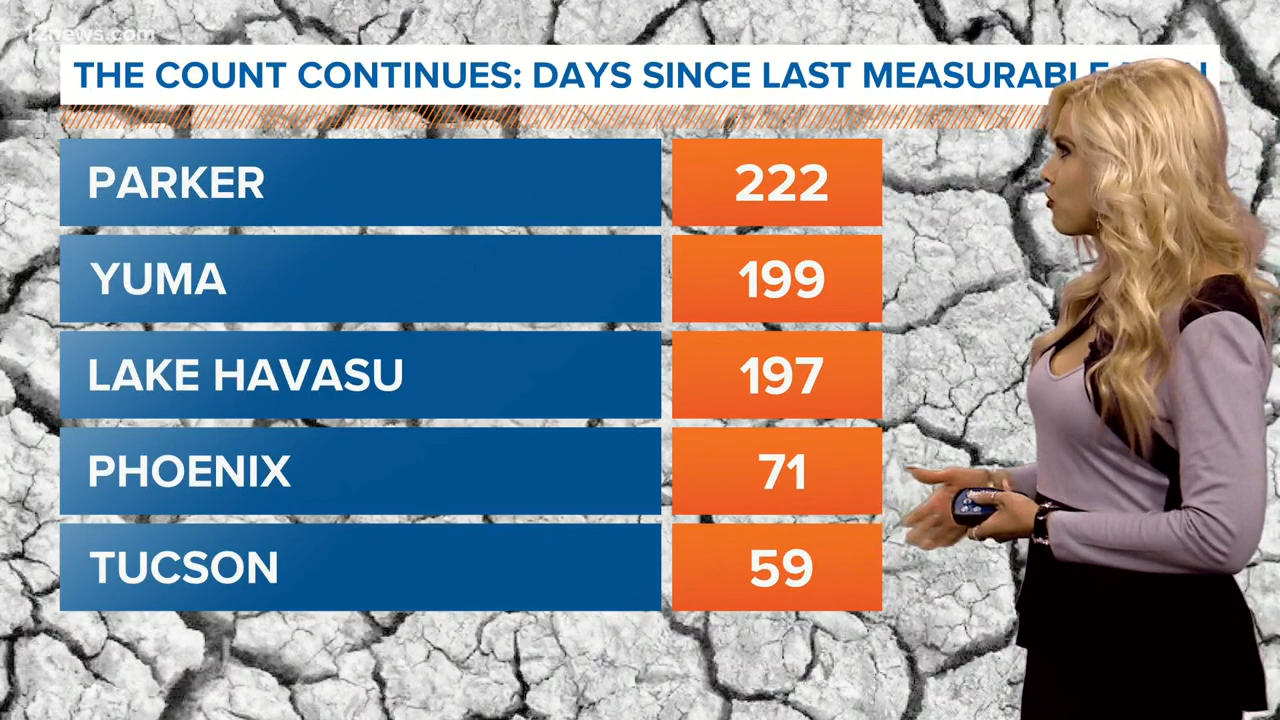 12news.com
THE COUNT CONTINUES: DAYS SINCE LAST MEASURABLE
PARKER 222
YUMA 199
LAKE HAVASU 197
PHOENIX 71
TUCSON 59